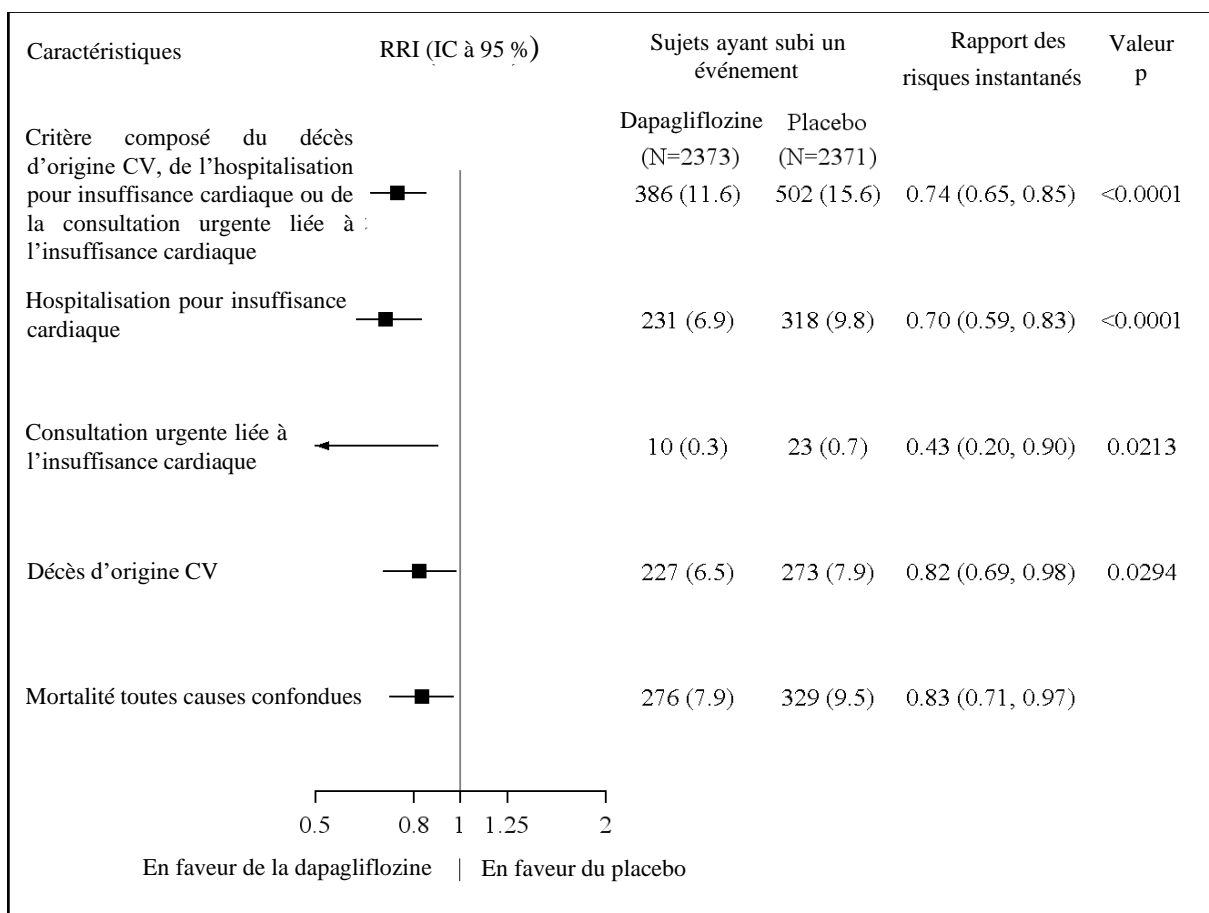 Caractéristiques RRI (IC à 95 %) Sujets ayant subi un événement Rapport des risques instantanés Valeur p
Dapagliflozine (N=2373) Placebo (N=2371)
Critère composé du décès
d’origine CV, de l’hospitalisation
pour insuffisance cardiaque ou de
la consultation urgente liée à
l’insuffisance cardiaque
386 (11.6) 502 (15.6) 0.74 (0.65, 0.85) <0.0001
Hospitalisation pour insuffisance
cardiaque
231 (6.9) 318 (9.8) 0.70 (0.59, 0.83) <0.0001
Consultation urgente liée à
l’insuffisance cardiaque
10 (0.3) 23 (0.7) 0.43 (0.20, 0.90) 0.0213
Décès d’origine CV 227 (6.5) 273 (7.9) 0.82 (0.69, 0.98) 0.0294
Mortalité toutes causes confondues 276 (7.9) 329 (9.5) 0.83 (0.71, 0.97)
0.5 0.8 1 1.25 2
En faveur de la dapagliflozine | En faveur du placebo